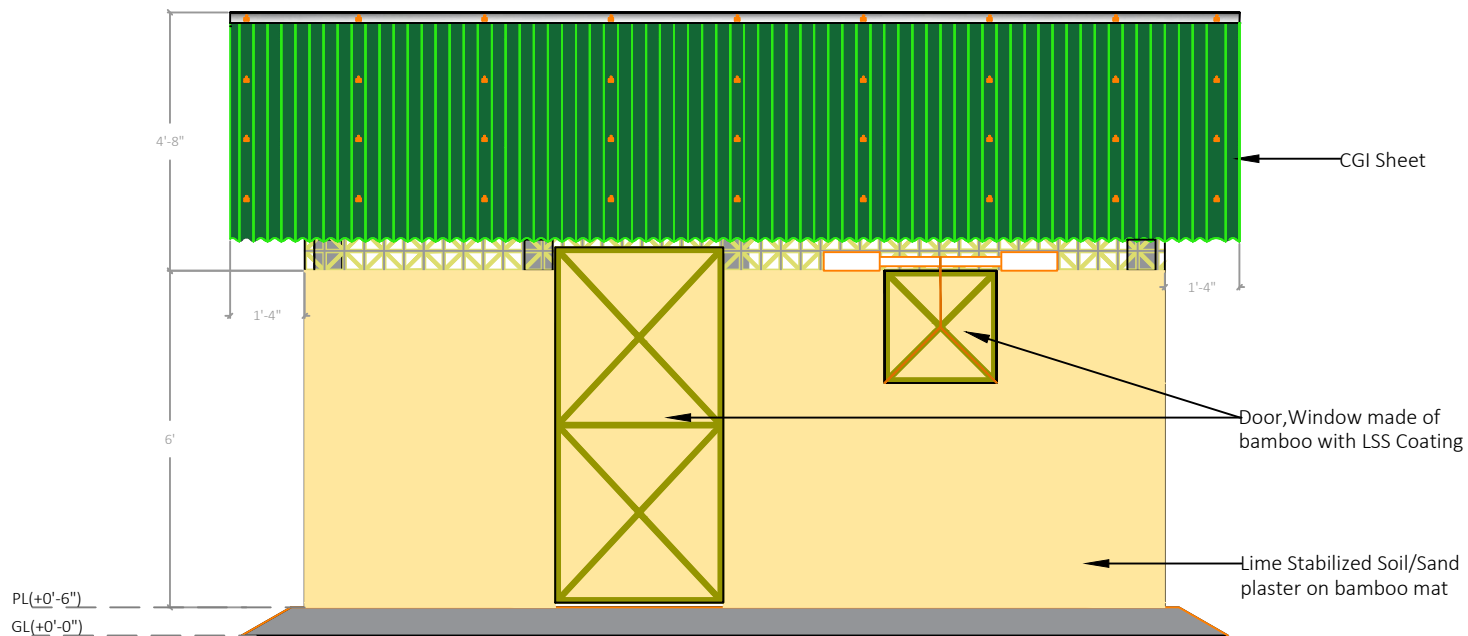 4'-8"
CGI Sheet
1'-4"
1'-4"
Door,Window made of
bamboo with LSS Coating
6'
Lime Stabilized Soil/Sand
plaster on bamboo mat
PL(+0'-6")
GL(+0'-0")